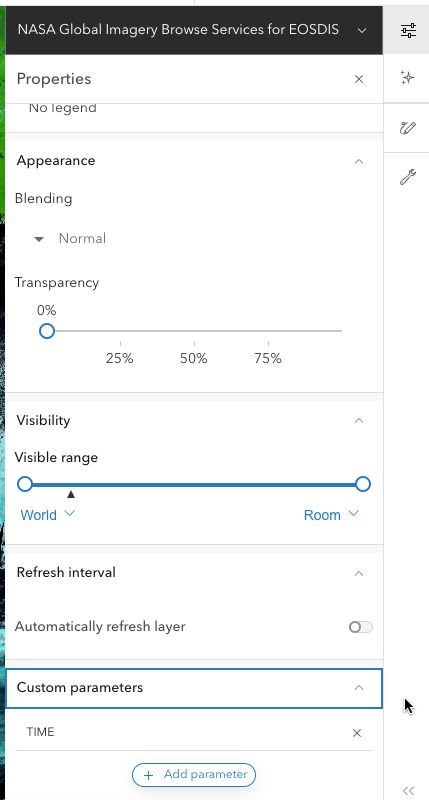 NASA Global Imagery Browse Services for EOSDIS
Properties
No legend
Appearance
Blending
Normal
Transparency
0%
25% 50% 75%
Visibility
Visible range
World Room
Refresh interval
Automatically refresh layer
Custom parameters
TIME
Add parameter